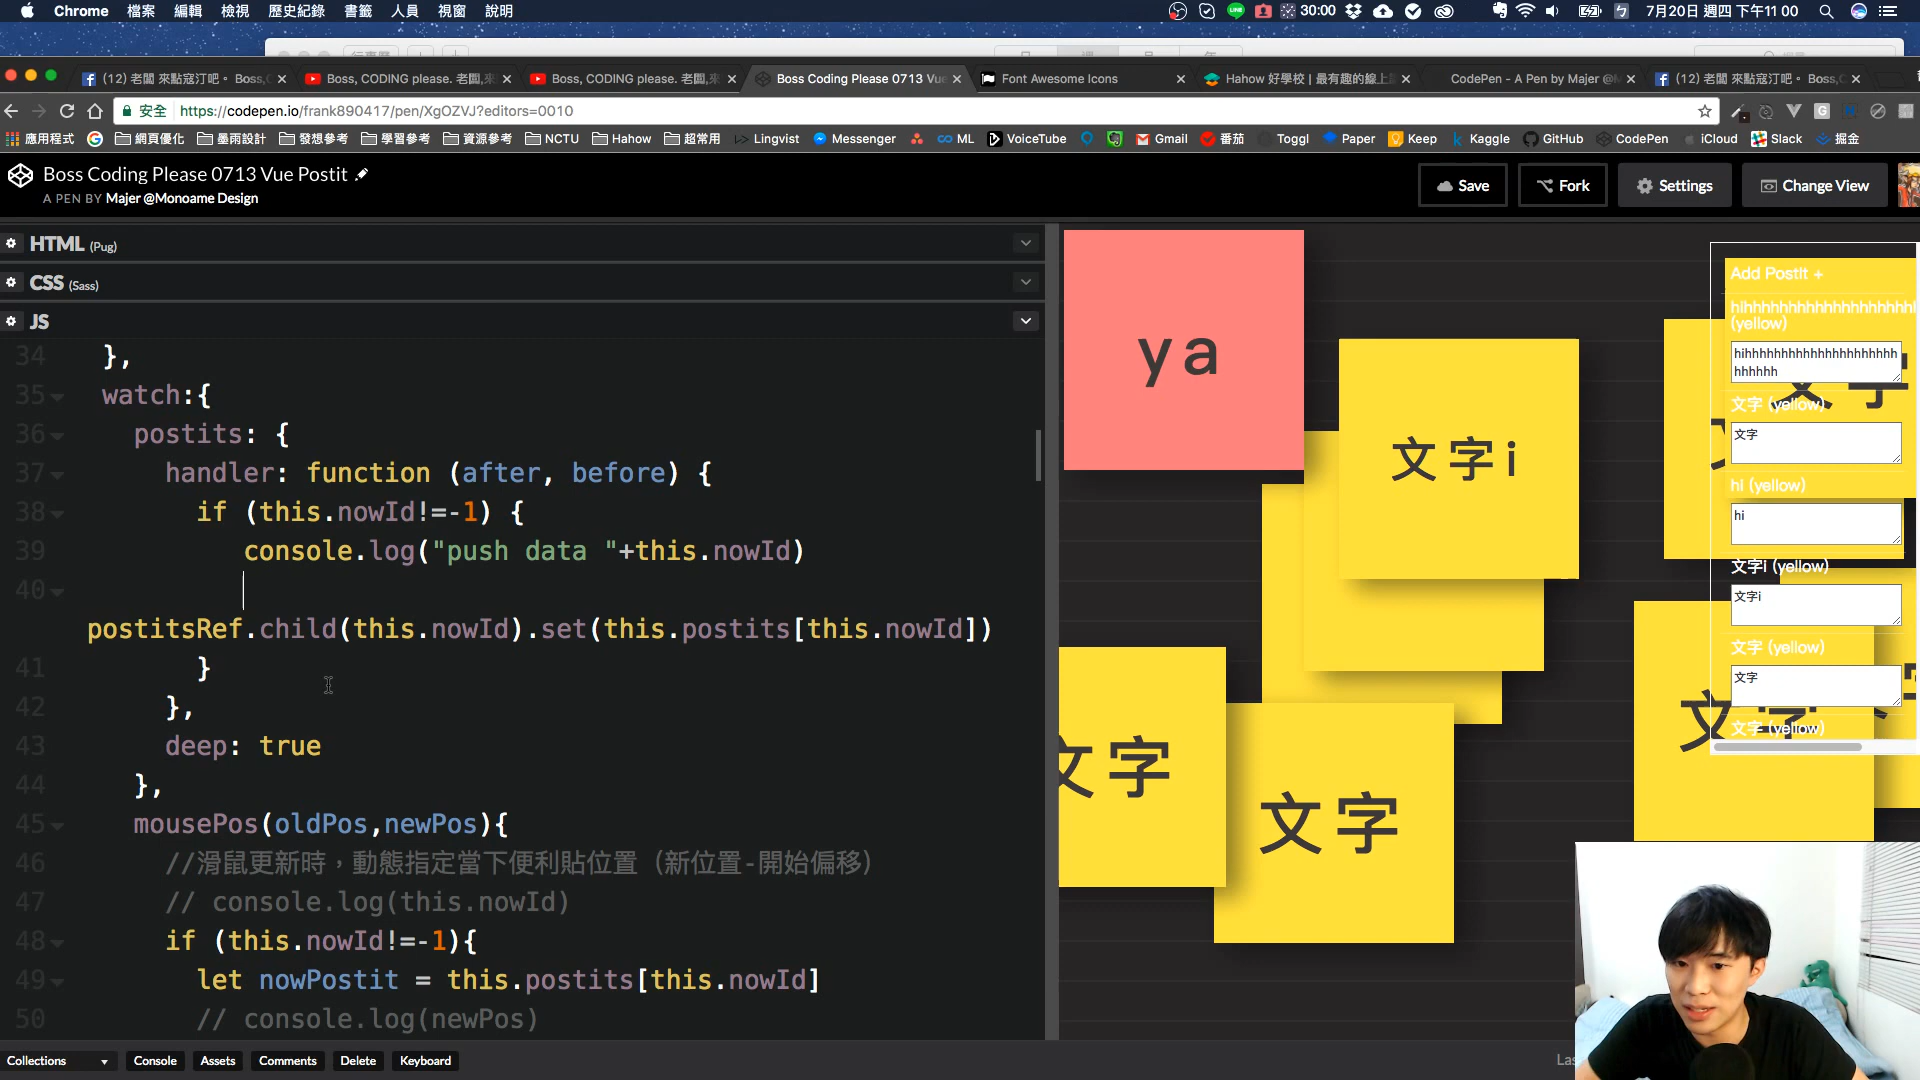 Chrome 檔案 編輯 檢視 歷史紀錄 書籤 人員 視窗 說明 30:00 7月20日 週四 下午11 00
(12) 老闆 來點寇汀吧。 Boss,C
Boss, CODING please. 老闆,來
Boss, CODING please. 老闆,來
Boss Coding Please 0713 Vue
Font Awesome Icons
Hahow 好學校 | 最有趣的線上
CodePen - A Pen by Majer @M
(12) 老闆 來點寇汀吧。 Boss,
安全 https://codepen.io/frank890417/pen/XgOZVJ?editors=0010
應用程式 網頁優化 墨雨設計 發想參考 學習參考 資源參考 NCTU Hahow 超常用 Lingvist Messenger ML VoiceTube Gmail 番茄 Toggl Paper Keep Kaggle GitHub CodePen iCloud Slack 掘金
Boss Coding Please 0713 Vue Postit
A PEN BY Majer @Monoame Design
Save Fork Settings Change View
HTML (Pug)
CSS (Sass)
JS
34 },
35 watch:{
36 postits: {
37 handler: function (after, before) {
38 if (this.nowId!=-1) {
39 console.log("push data "+this.nowId)
40
postitsRef.child(this.nowId).set(this.postits[this.nowId])
41 }
42 },
43 deep: true
44 },
45 mousePos(oldPos,newPos){
46 //滑鼠更新時，動態指定當下便利貼位置（新位置-開始偏移）
47 // console.log(this.nowId)
48 if (this.nowId!=-1){
49 let nowPostit = this.postits[this.nowId]
50 // console.log(newPos)
ya
文字i
文字
文字
Add PostIt +
(yellow)
文字 (yellow)
文字
hi (yellow)
hi
文字i (yellow)
文字i
文字 (yellow)
文字
文字 (yellow)
Collections Console Assets Comments Delete Keyboard